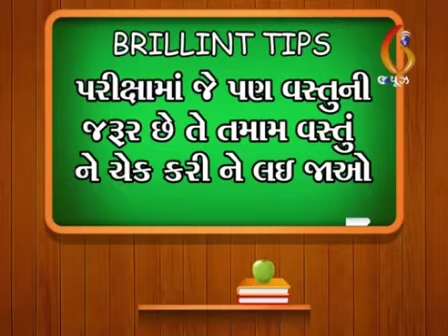 BRILLINT TIPS
પરીક્ષામાં જે પણ વસ્તુની
જરૂર છે તે તમામ વસ્તું
ને ચેક કરી ને લઇ જાઓ
ન્યૂઝ